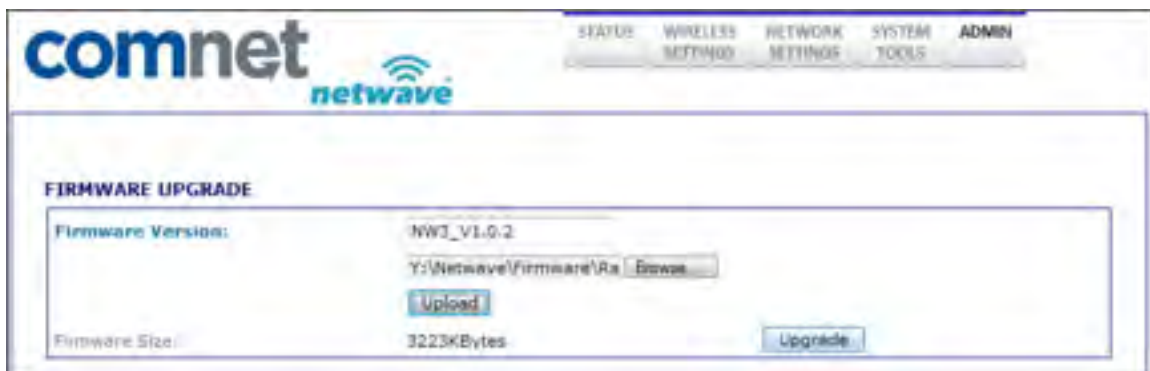 comnet
netwave
STATUS WIRELESS SETTINGS NETWORK SETTINGS SYSTEM TOOLS ADMIN
FIRMWARE UPGRADE
Firmware Version: NW3_V1.0.2
Y:\Netwave\Firmware\Ra Browse...
Upload
Firmware Size: 3223KBytes Upgrade